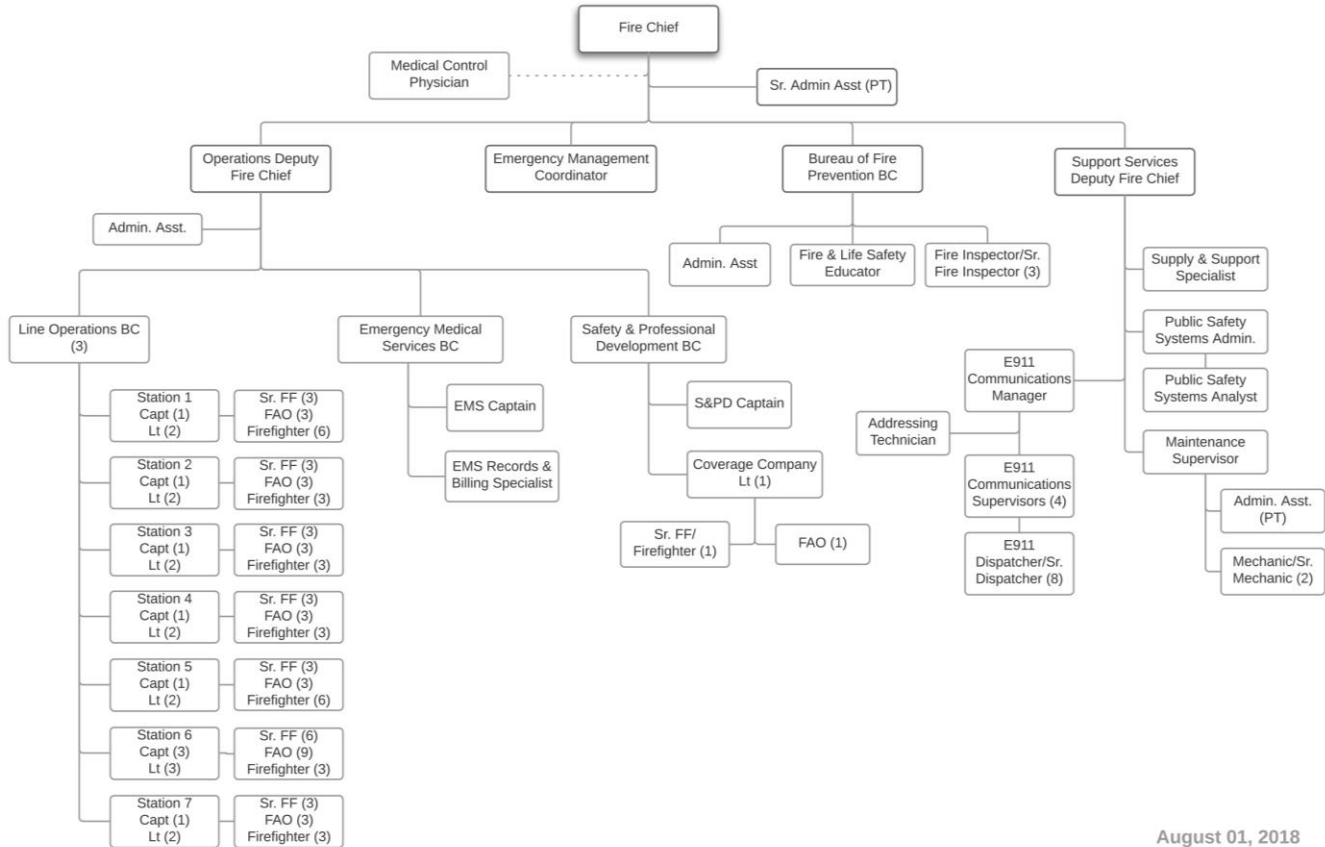 Fire Chief
Medical Control
Physician
Sr. Admin Asst (PT)
Operations Deputy
Fire Chief
Emergency Management
Coordinator
Bureau of Fire
Prevention BC
Support Services
Deputy Fire Chief
Admin. Asst.
Admin. Asst
Fire & Life Safety
Educator
Fire Inspector/Sr.
Fire Inspector (3)
Supply & Support
Specialist
Line Operations BC
(3)
Emergency Medical
Services BC
Safety & Professional
Development BC
Public Safety
Systems Admin.
Public Safety
Systems Analyst
E911
Communications
Manager
Addressing
Technician
E911
Communications
Supervisors (4)
E911
Dispatcher/Sr.
Dispatcher (8)
Maintenance
Supervisor
Admin. Asst.
(PT)
Mechanic/Sr.
Mechanic (2)
EMS Captain
EMS Records &
Billing Specialist
S&PD Captain
Coverage Company
Lt (1)
Sr. FF/
Firefighter (1)
FAO (1)
Station 1
Capt (1)
Lt (2)
Sr. FF (3)
FAO (3)
Firefighter (6)
Station 2
Capt (1)
Lt (2)
Sr. FF (3)
FAO (3)
Firefighter (3)
Station 3
Capt (1)
Lt (2)
Sr. FF (3)
FAO (3)
Firefighter (3)
Station 4
Capt (1)
Lt (2)
Sr. FF (3)
FAO (3)
Firefighter (3)
Station 5
Capt (1)
Lt (2)
Sr. FF (3)
FAO (3)
Firefighter (6)
Station 6
Capt (3)
Lt (3)
Sr. FF (6)
FAO (9)
Firefighter (3)
Station 7
Capt (1)
Lt (2)
Sr. FF (3)
FAO (3)
Firefighter (3)
August 01, 2018